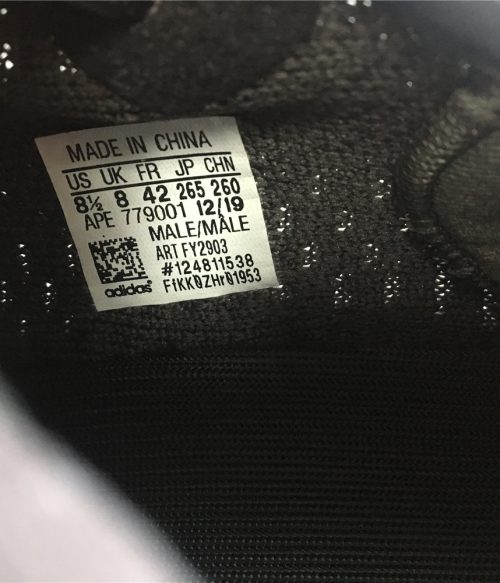 MADE IN CHINA
US UK FR JP CHN
8½ 8 42 265 260
APE 779001 12/19
MALE/MÂLE
ART FY2903
#124811538
FfKK0ZHr01953
adidas